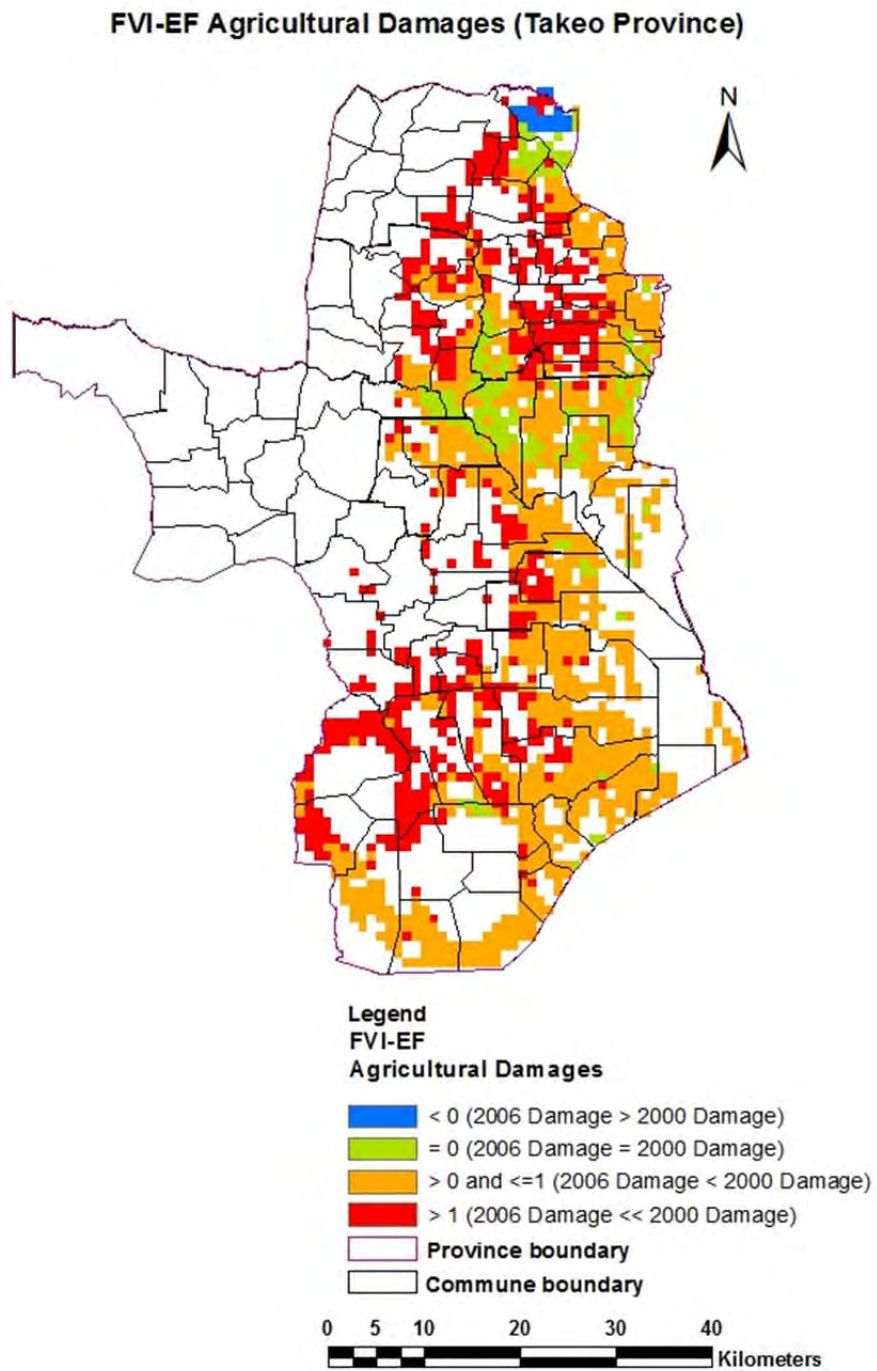 FVI-EF Agricultural Damages (Takeo Province)
N
Legend
FVI-EF
Agricultural Damages
< 0 (2006 Damage > 2000 Damage)
= 0 (2006 Damage = 2000 Damage)
> 0 and <=1 (2006 Damage < 2000 Damage)
> 1 (2006 Damage << 2000 Damage)
Province boundary
Commune boundary
0 5 10 20 30 40
Kilometers